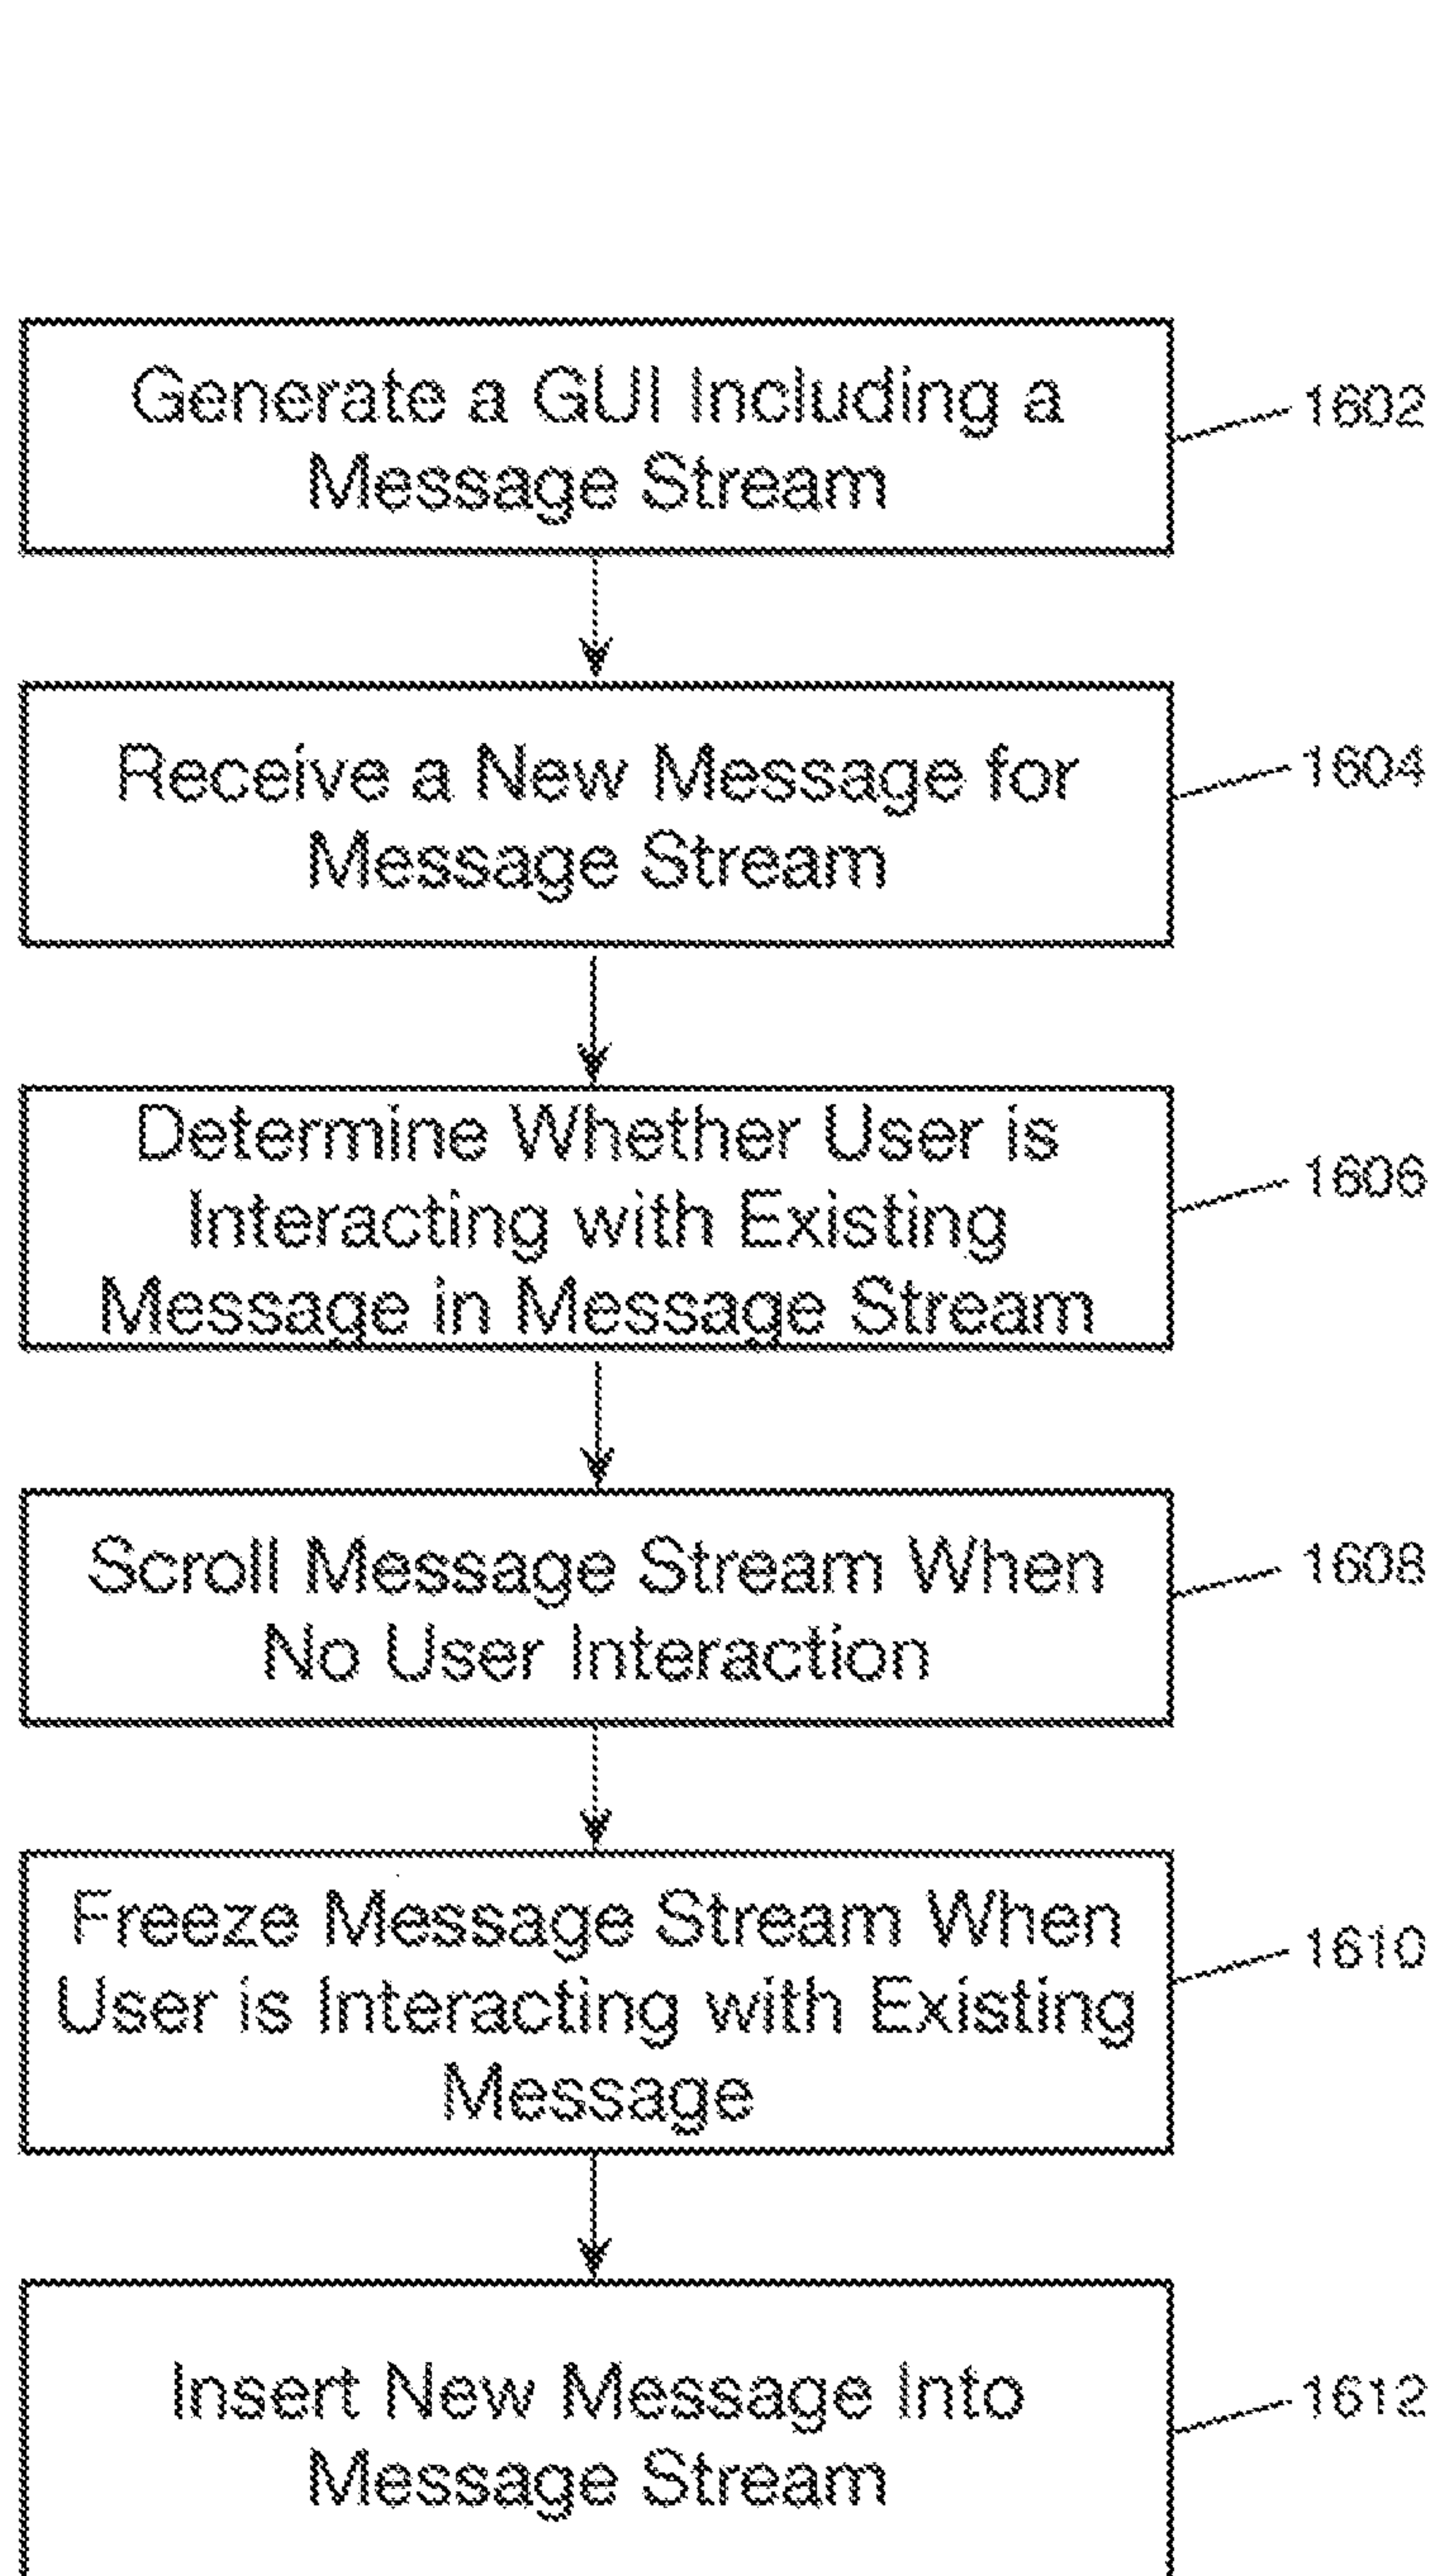 Generate a GUI Including a
Message Stream
1602
Receive a New Message for
Message Stream
1604
Determine Whether User is
Interacting with Existing
Message in Message Stream
1606
Scroll Message Stream When
No User Interaction
1608
Freeze Message Stream When
User is Interacting with Existing
Message
1610
Insert New Message Into
Message Stream
1612